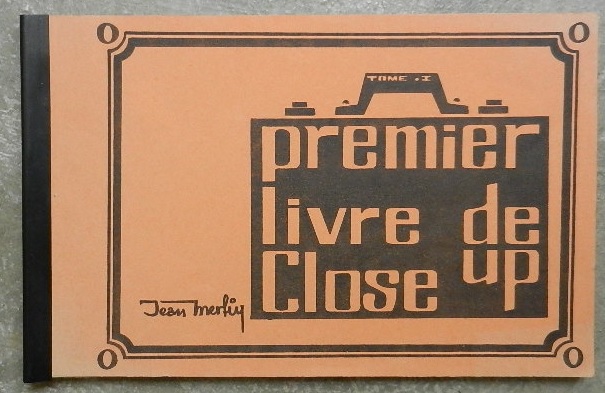 TOME .I
premier
livre de
Close up
Jean Merlin